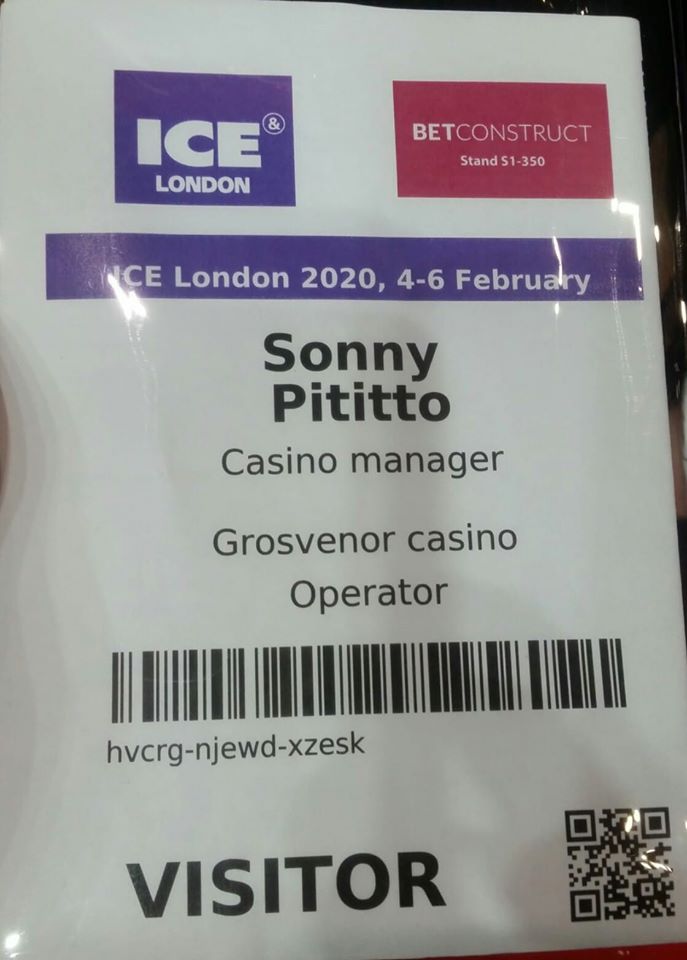 ICE &
LONDON
BETCONSTRUCT
Stand S1-350
ICE London 2020, 4-6 February
Sonny
Pititto
Casino manager
Grosvenor casino
Operator
hvcrg-njewd-xzesk
VISITOR